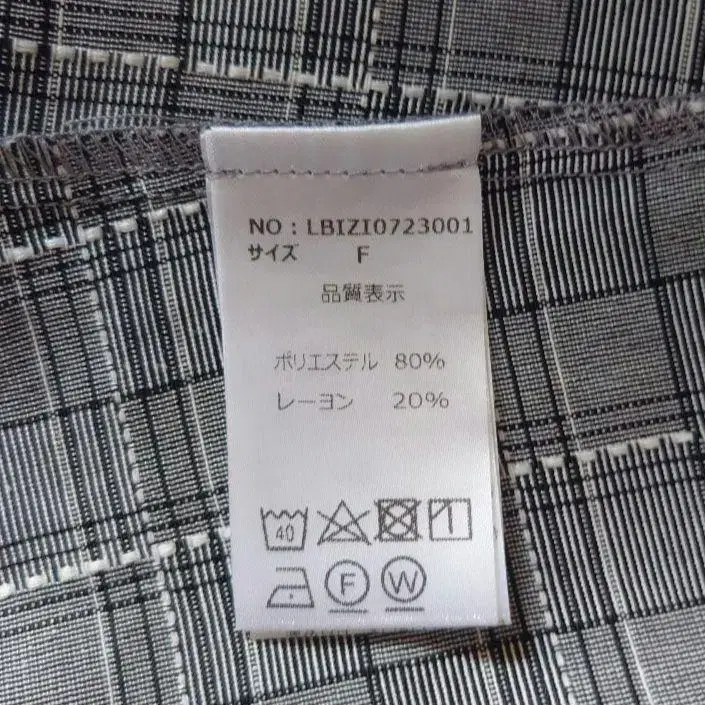 NO : LBIZI0723001
サイズ F
品質表示
ポリエステル 80%
レーヨン 20%
40
F W